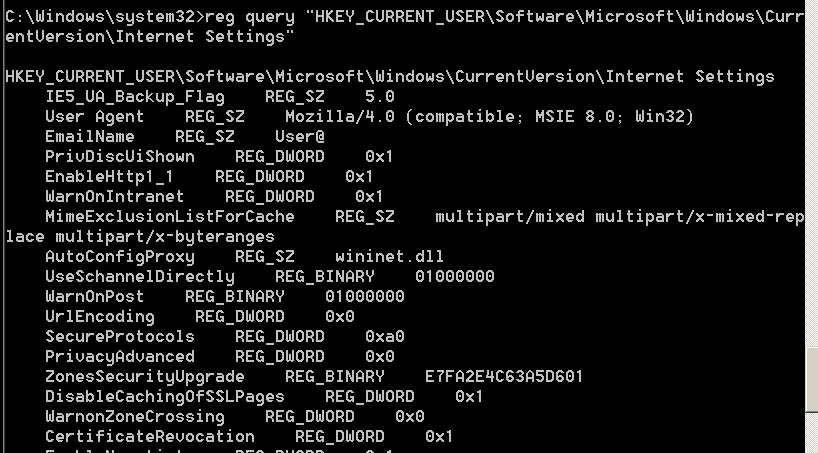 C:\Windows\system32>reg query "HKEY_CURRENT_USER\Software\Microsoft\Windows\Curr
entVersion\Internet Settings"
HKEY_CURRENT_USER\Software\Microsoft\Windows\CurrentVersion\Internet Settings
IE5_UA_Backup_Flag    REG_SZ    5.0
User Agent    REG_SZ    Mozilla/4.0 (compatible; MSIE 8.0; Win32)
EmailName    REG_SZ    User@
PrivDiscUiShown    REG_DWORD    0x1
EnableHttp1_1    REG_DWORD    0x1
WarnOnIntranet    REG_DWORD    0x1
MimeExclusionListForCache    REG_SZ    multipart/mixed multipart/x-mixed-rep
lace multipart/x-byteranges
AutoConfigProxy    REG_SZ    wininet.dll
UseSchannelDirectly    REG_BINARY    01000000
WarnOnPost    REG_BINARY    01000000
UrlEncoding    REG_DWORD    0x0
SecureProtocols    REG_DWORD    0xa0
PrivacyAdvanced    REG_DWORD    0x0
ZonesSecurityUpgrade    REG_BINARY    E7FA2E4C63A5D601
DisableCachingOfSSLPages    REG_DWORD    0x1
WarnonZoneCrossing    REG_DWORD    0x0
CertificateRevocation    REG_DWORD    0x1